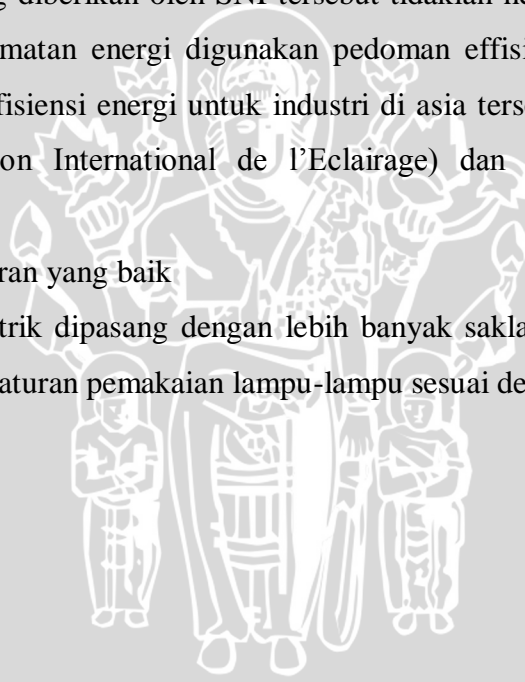 diberikan oleh SNI tersebut tidaklah
matan energi digunakan pedoman effisi
fisiensi energi untuk industri di asia terse
on International de l’Eclairage) dan
ran yang baik
trik dipasang dengan lebih banyak sakla
aturan pemakaian lampu-lampu sesuai de